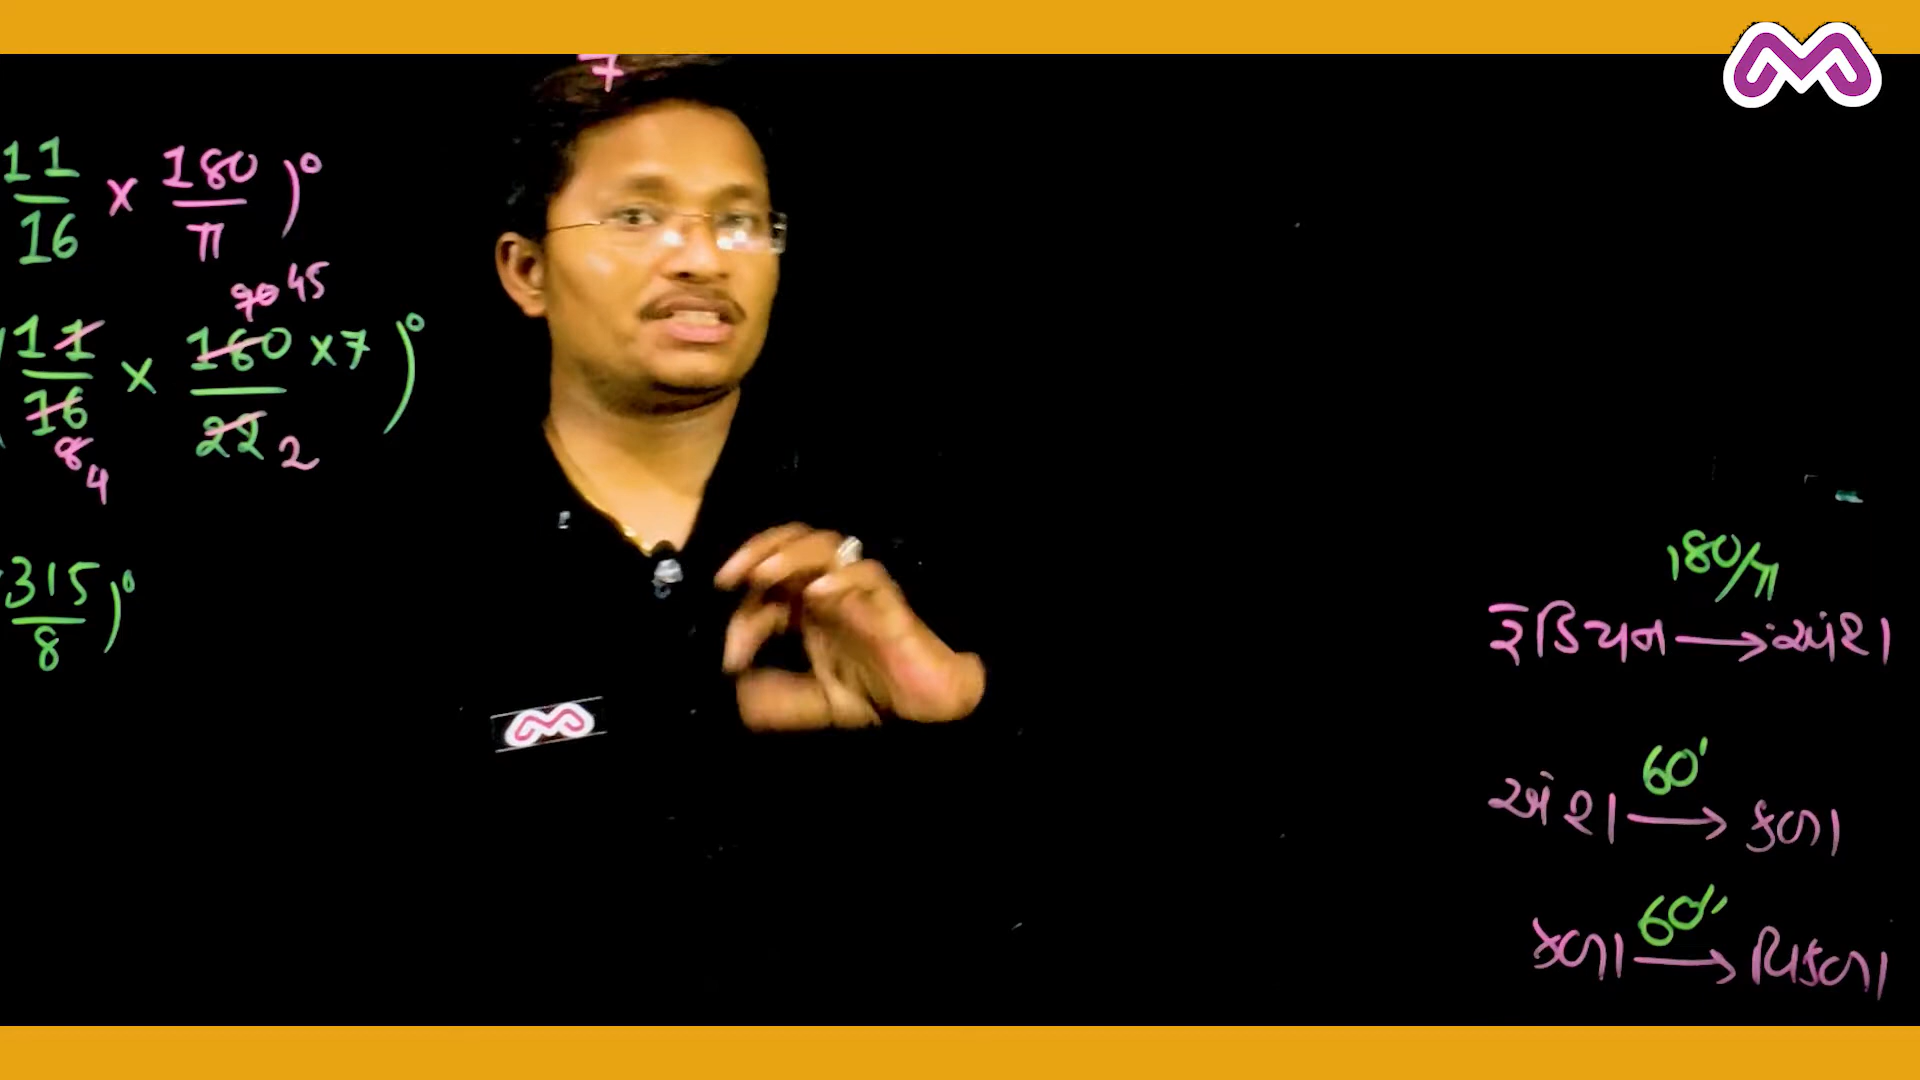 7
11/16 × 180/π )°
90 45
( 11/16 × 180 × 7/22 )°
8 4 2
( 315/8 )°
180/π
રેડિયન → અંશ
60'
અંશ → કળા
60''
કળા → વિકળા